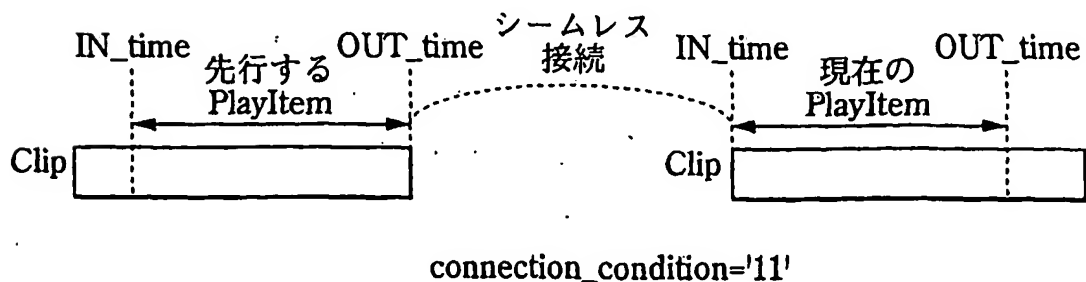 シームレス
接続
IN_time
OUT_time
IN_time
OUT_time
先行する
PlayItem
現在の
PlayItem
Clip
Clip
connection_condition='11'